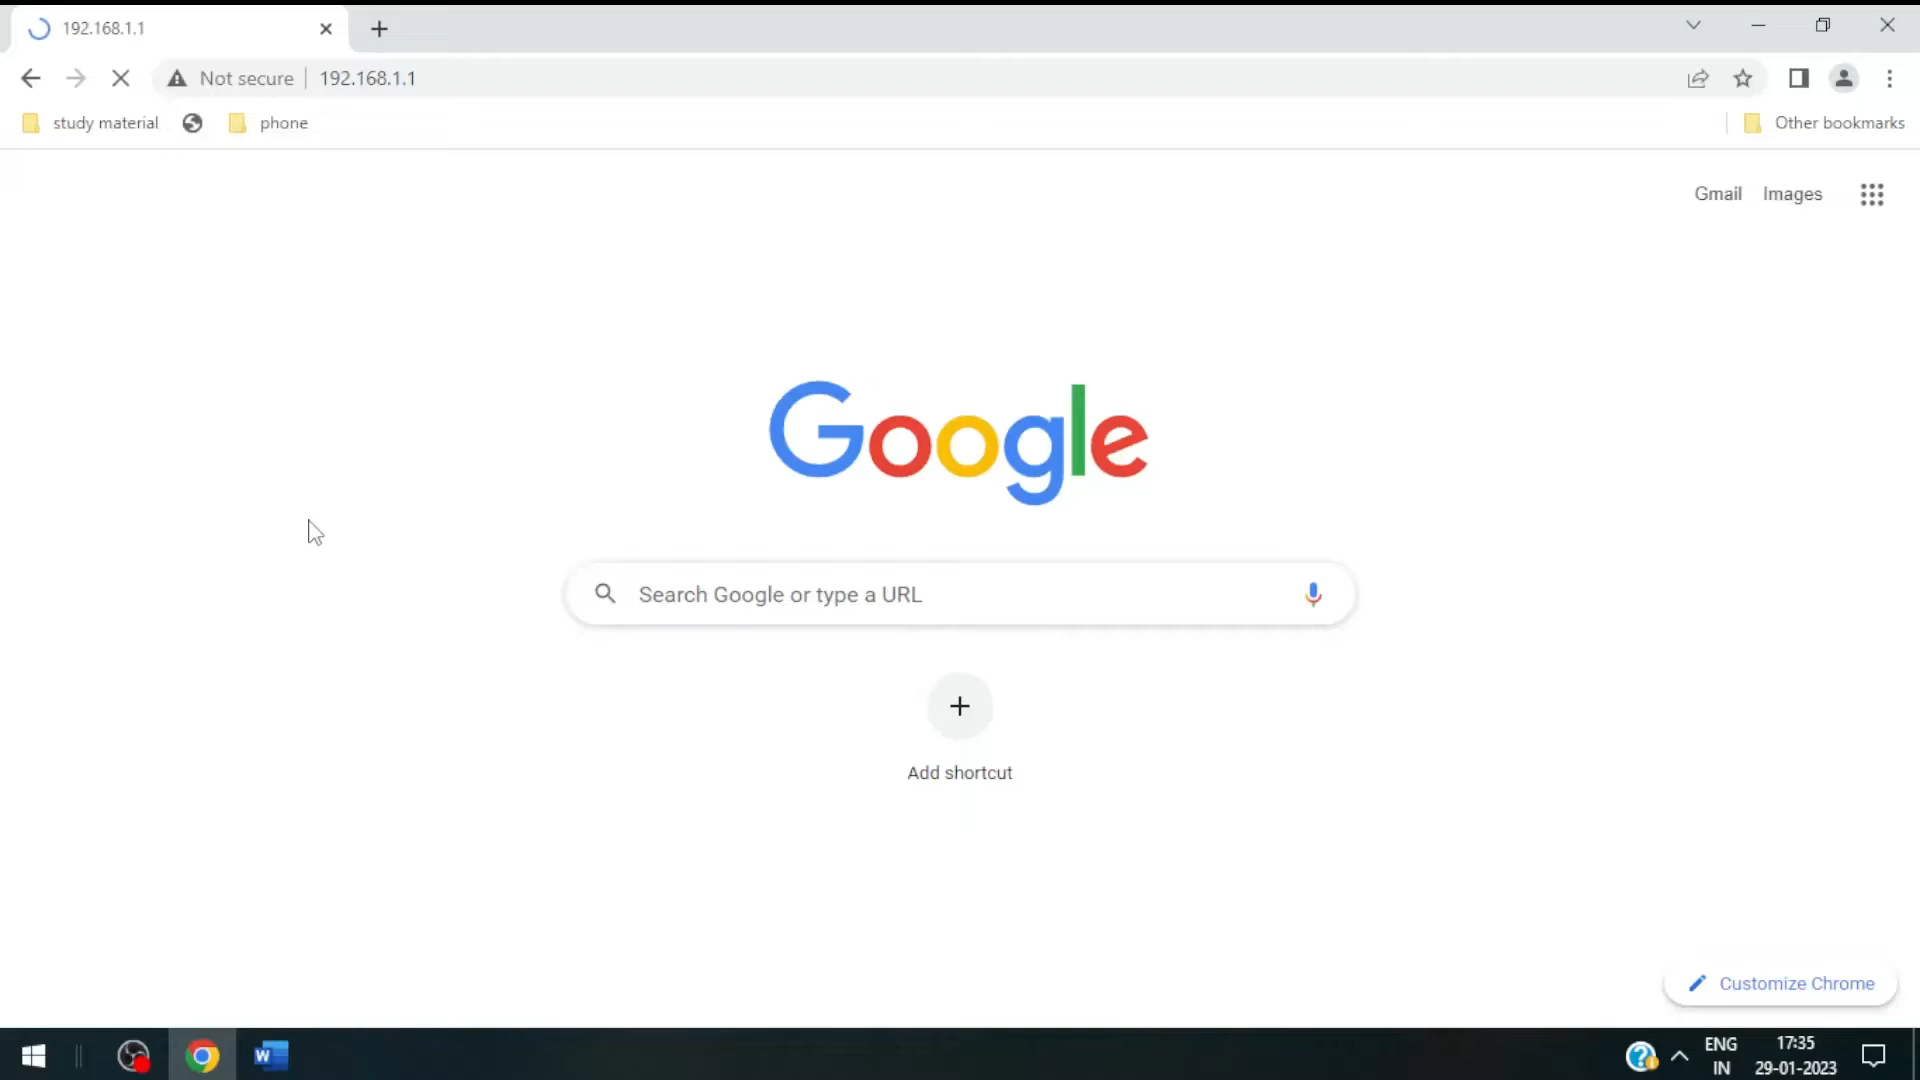 192.168.1.1
Not secure 192.168.1.1
study material phone Other bookmarks
Gmail Images
Google
Search Google or type a URL
Add shortcut
Customize Chrome
ENG 17:35
IN 29-01-2023